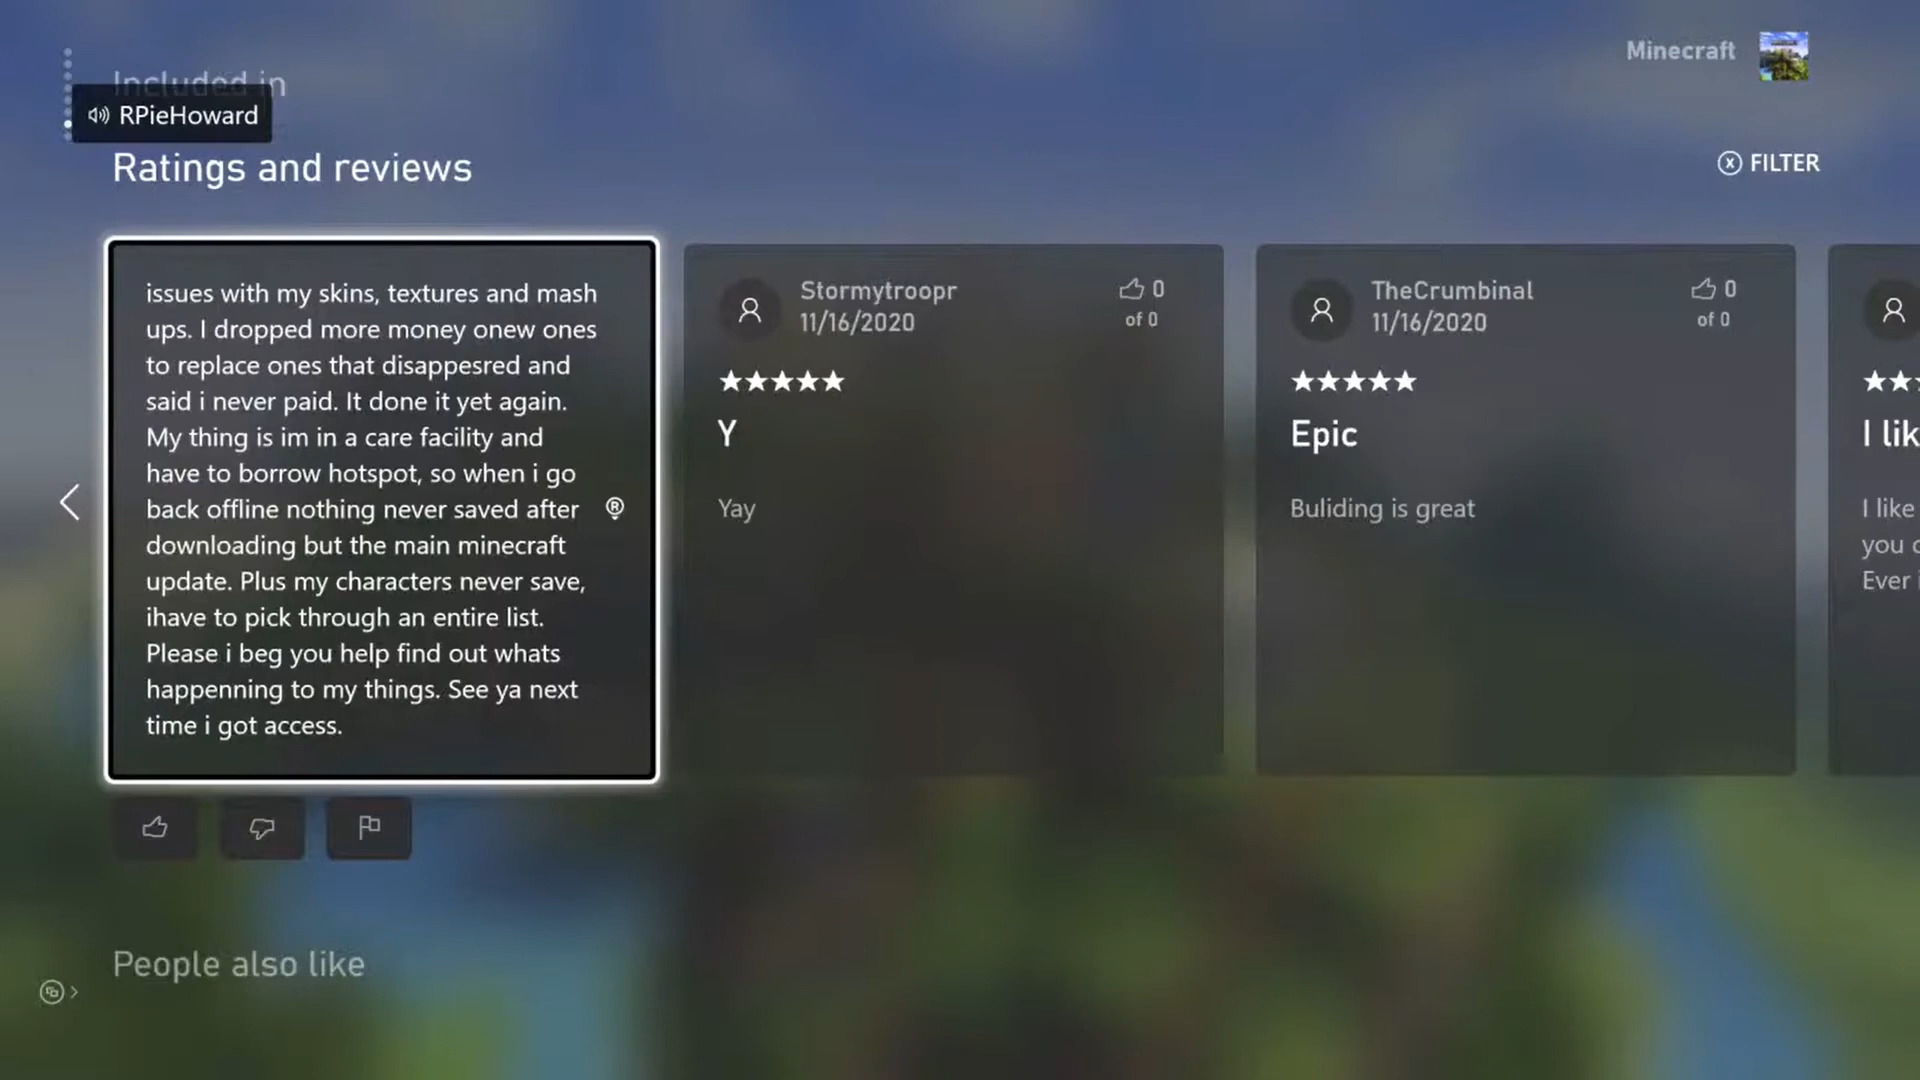 Minecraft
Included in
RPieHoward
Ratings and reviews
FILTER
issues with my skins, textures and mash
ups. I dropped more money onew ones
to replace ones that disappesred and
said i never paid. It done it yet again.
My thing is im in a care facility and
have to borrow hotspot, so when i go
back offline nothing never saved after
downloading but the main minecraft
update. Plus my characters never save,
ihave to pick through an entire list.
Please i beg you help find out whats
happenning to my things. See ya next
time i got access.
Stormytroopr
11/16/2020
0
of 0
Y
Yay
TheCrumbinal
11/16/2020
0
of 0
Epic
Buliding is great
I lik
I like
you c
Ever i
People also like